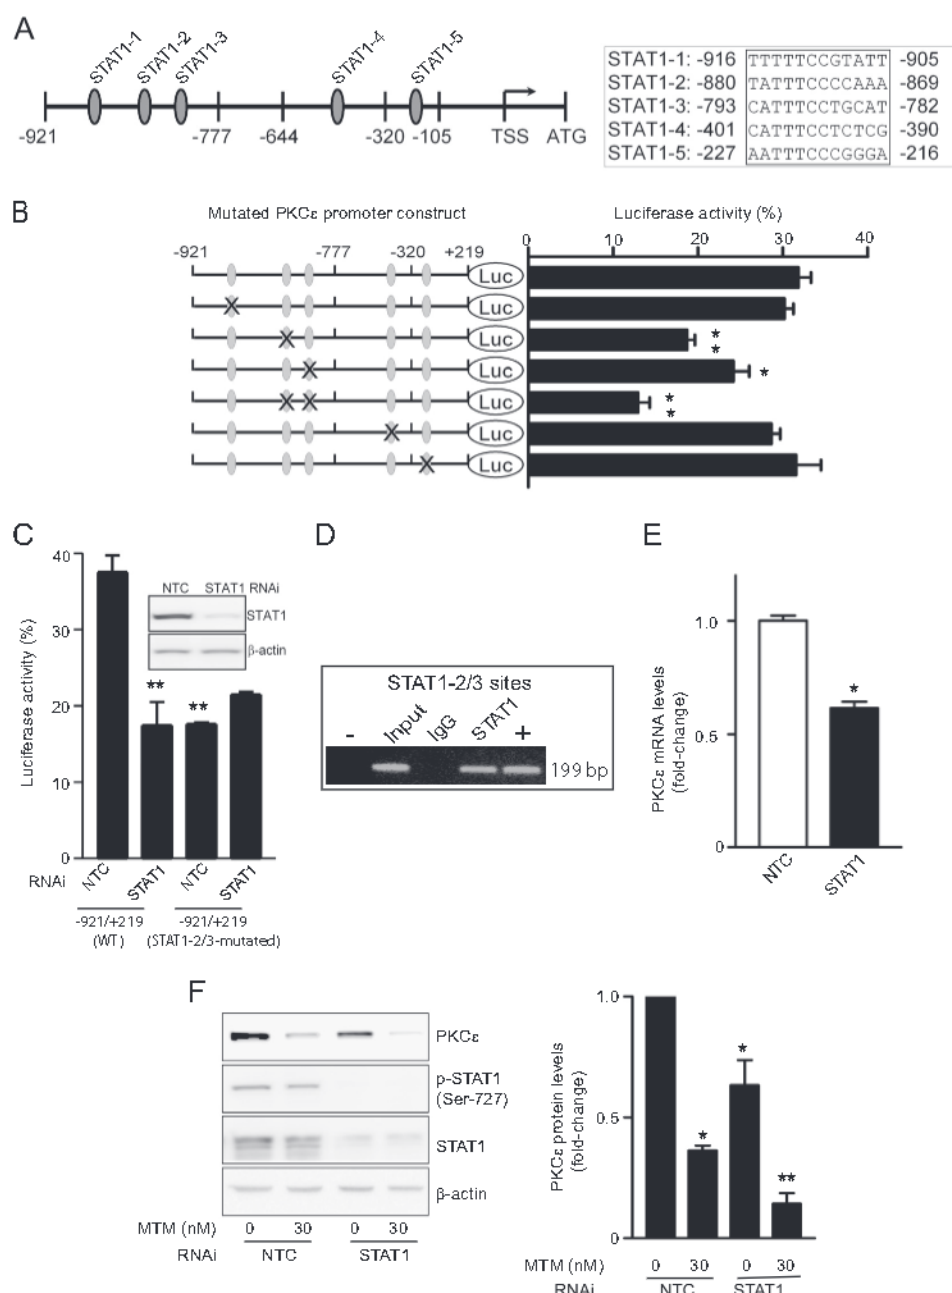 A
STAT1-1 STAT1-2 STAT1-3 STAT1-4 STAT1-5
-921 -777 -644 -320 -105 TSS ATG
STAT1-1: -916 TTTTTCCGTATT -905
STAT1-2: -880 TATTTCCCCAAA -869
STAT1-3: -793 CATTTCCTGCAT -782
STAT1-4: -401 CATTTCCTCTCG -390
STAT1-5: -227 AATTTCCCGGGA -216
B
Mutated PKCε promoter construct Luciferase activity (%)
-921 -777 -320 +219 0 10 20 30 40
Luc
Luc
X
Luc
X
* *
Luc
X
*
Luc
X X
* *
Luc
X
Luc
X
C
Luciferase activity (%)
40
30
20
10
0
NTC STAT1 RNAi
STAT1
β-actin
** **
RNAi NTC STAT1 NTC STAT1
-921/+219 -921/+219
(WT) (STAT1-2/3-mutated)
D
STAT1-2/3 sites
- Input IgG STAT1 +
199 bp
E
PKCε mRNA levels
(fold-change)
1.0
0.5
0
*
NTC STAT1
F
PKCε
p-STAT1
(Ser-727)
STAT1
β-actin
MTM (nM) 0 30 0 30
RNAi NTC STAT1
PKCε protein levels
(fold-change)
1.0
0.5
0
* * **
MTM (nM) 0 30 0 30
RNAi NTC STAT1